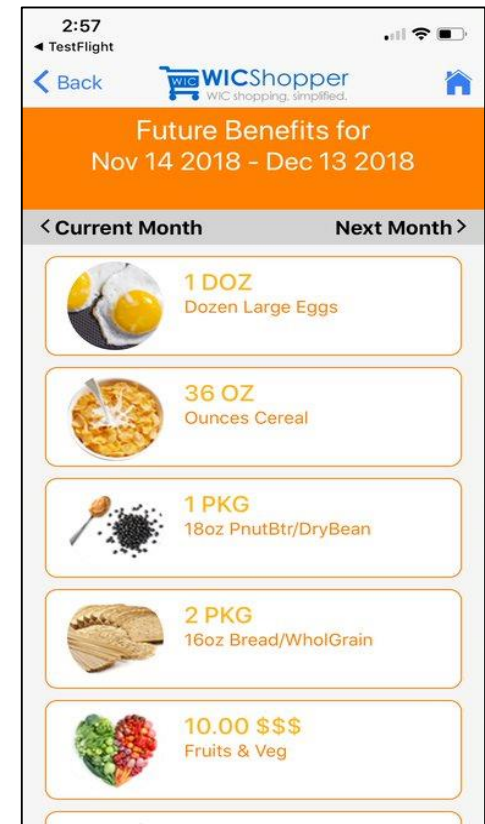 2:57
◀ TestFlight
Back
WIC WICShopper
WIC shopping, simplified.
Future Benefits for
Nov 14 2018 - Dec 13 2018
<Current Month
Next Month>
1 DOZ
Dozen Large Eggs
36 OZ
Ounces Cereal
1 PKG
18oz PnutBtr/DryBean
2 PKG
16oz Bread/WholGrain
10.00 $$$
Fruits & Veg